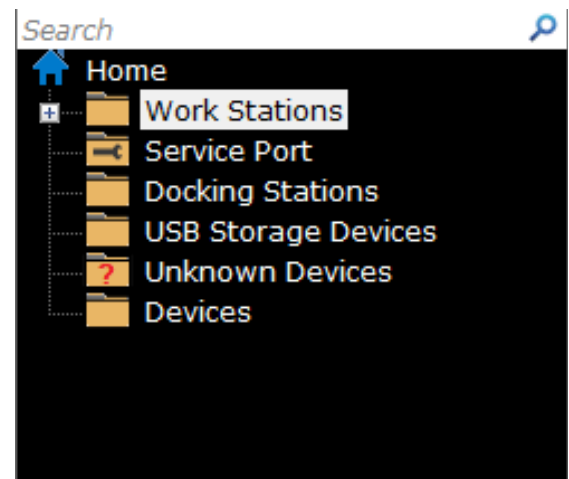 Search
Home
Work Stations
Service Port
Docking Stations
USB Storage Devices
? Unknown Devices
Devices